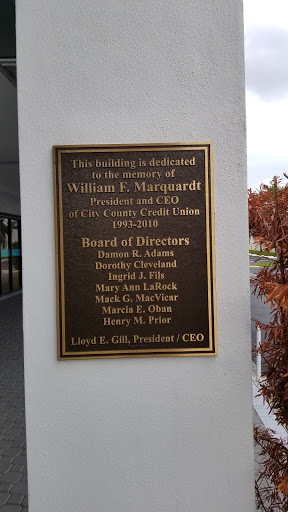 This building is dedicated
to the memory of
William F. Marquardt
President and CEO
of City County Credit Union
1993-2010
Board of Directors
Damon R. Adams
Dorothy Cleveland
Ingrid J. Fils
Mary Ann LaRock
Mack G. MacVicar
Marcia E. Oban
Henry M. Prior
Lloyd E. Gill, President / CEO